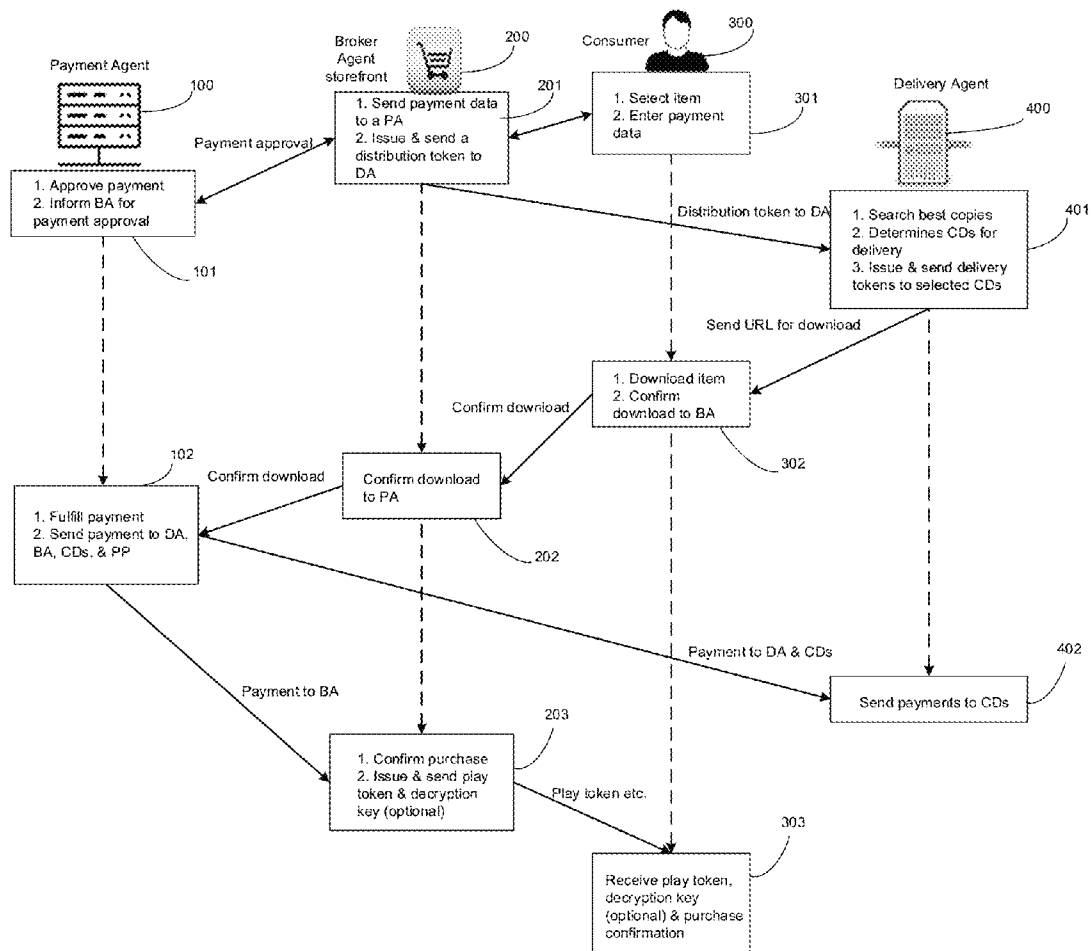 Payment Agent
100
Broker
Agent
storefront
200
Consumer
300
Delivery Agent
400
201
1. Send payment data
to a PA
2. Issue & send a
distribution token to
DA
1. Select item
2. Enter payment
data
301
Payment approval
1. Approve payment
2. Inform BA for
payment approval
101
Distribution token to DA
1. Search best copies
2. Determines CDs for
delivery
3. Issue & send delivery
tokens to selected CDs
401
Send URL for download
1. Download item
2. Confirm
download to BA
302
Confirm download
Confirm download
to PA
202
Confirm download
102
1. Fulfill payment
2. Send payment to DA,
BA, CDs, & PP
Payment to DA & CDs
402
Send payments to CDs
Payment to BA
203
1. Confirm purchase
2. Issue & send play
token & decryption
key (optional)
Play token etc.
303
Receive play token,
decryption key
(optional) & purchase
confirmation